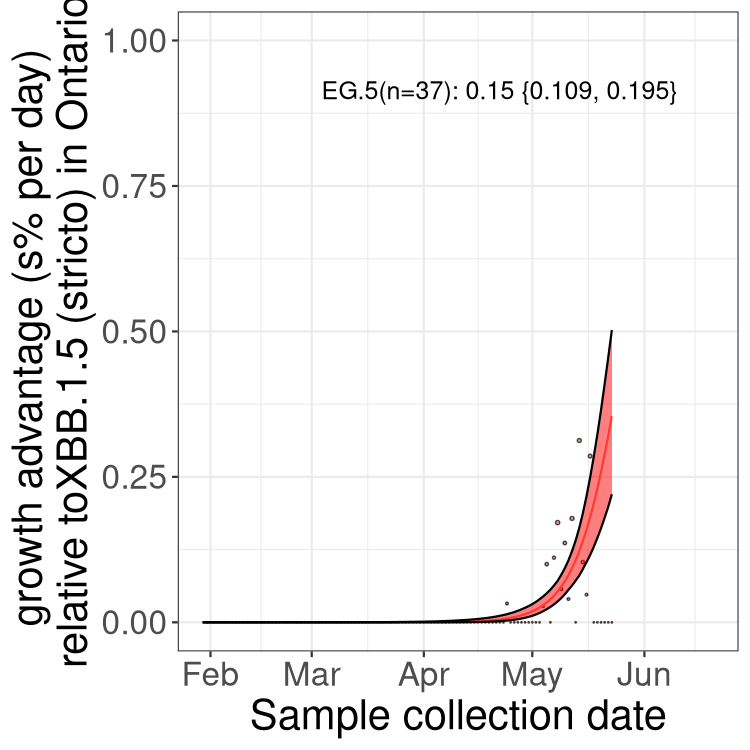 growth advantage (s% per day)
relative toXBB.1.5 (stricto) in Ontario
1.00
0.75
0.50
0.25
0.00
EG.5(n=37): 0.15 {0.109, 0.195}
Feb Mar Apr May Jun
Sample collection date